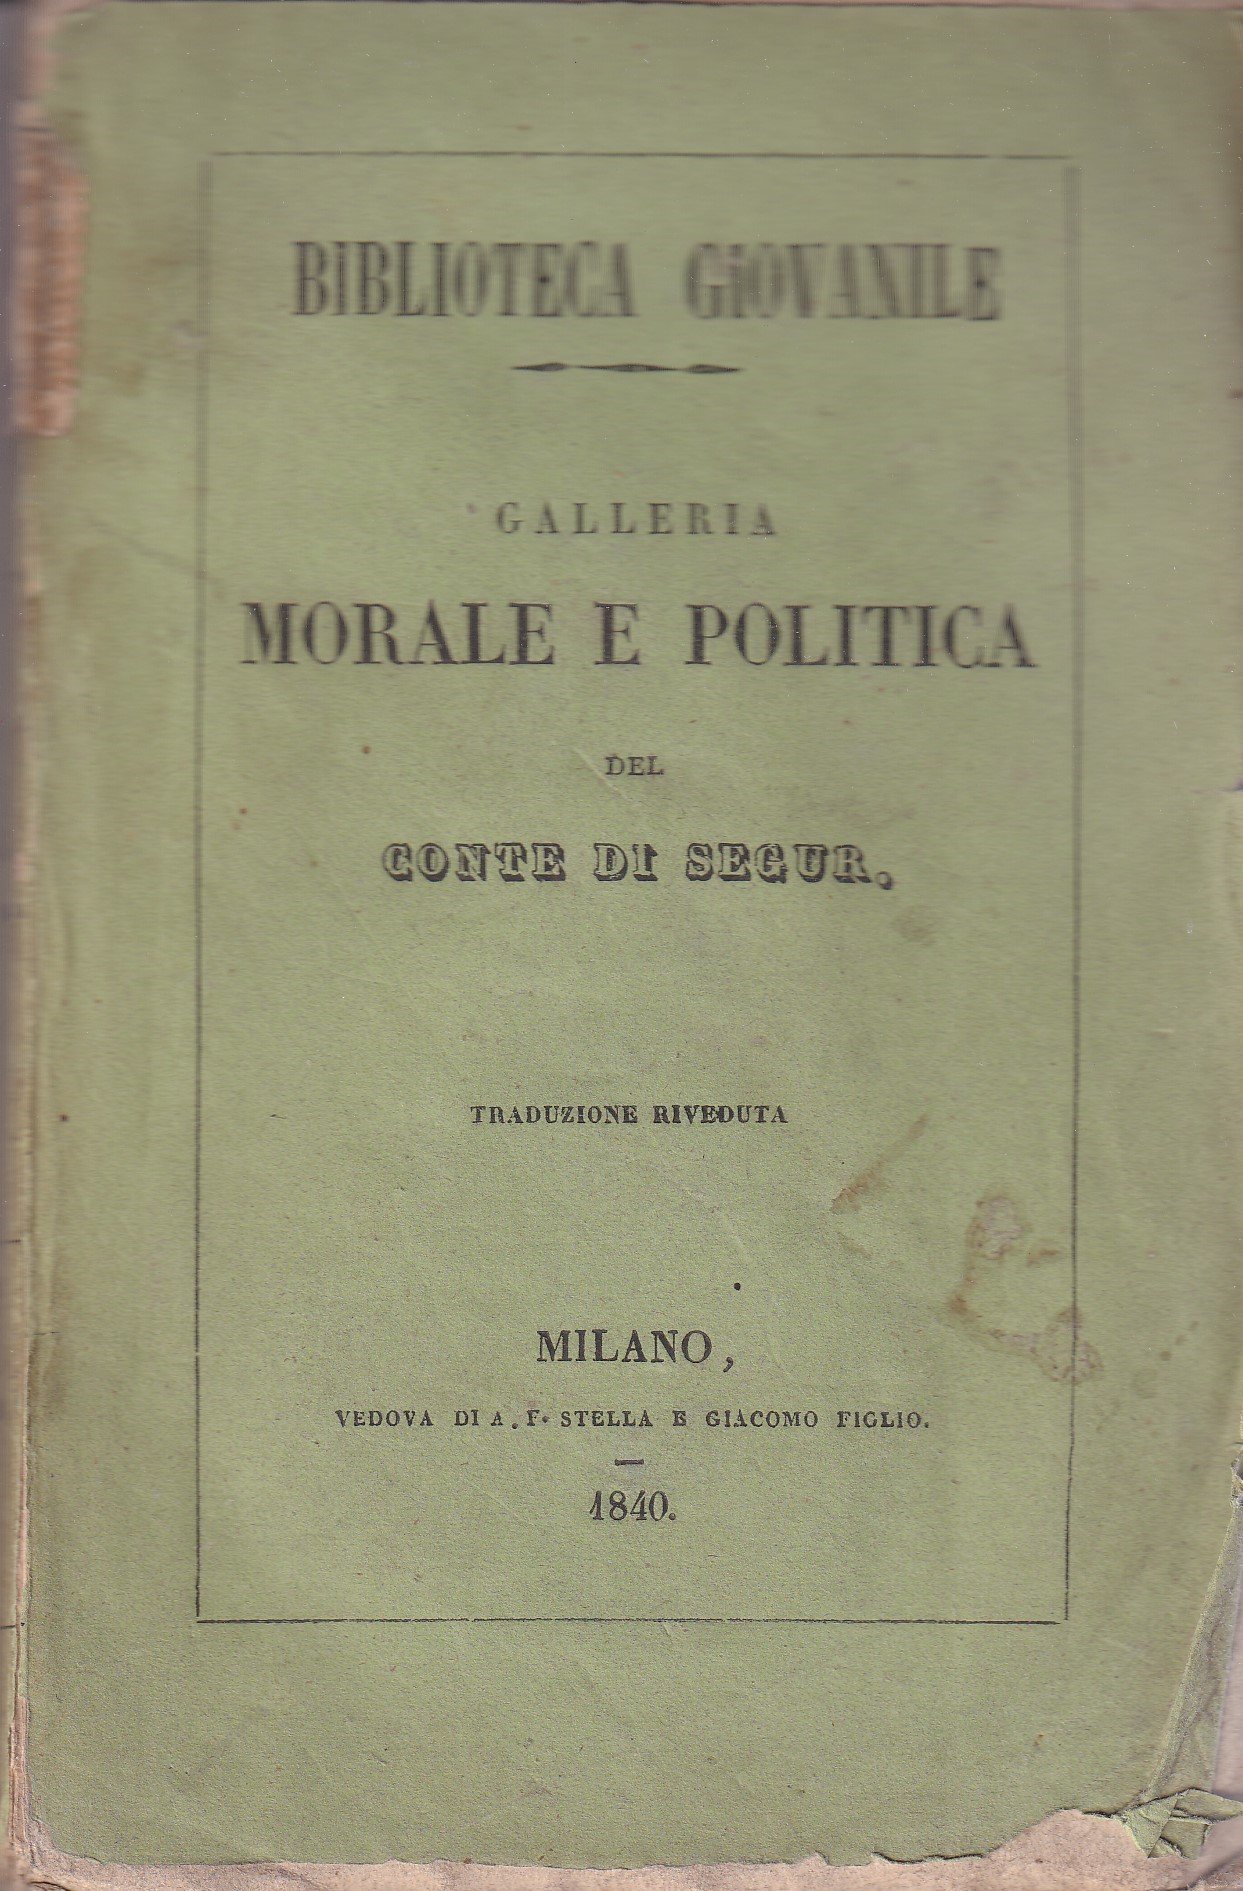 BIBLIOTECA GIOVANILE
GALLERIA
MORALE E POLITICA
DEL
CONTE DI SEGUR.
TRADUZIONE RIVEDUTA
MILANO,
VEDOVA DI A. F. STELLA E GIACOMO FIGLIO.
1840.